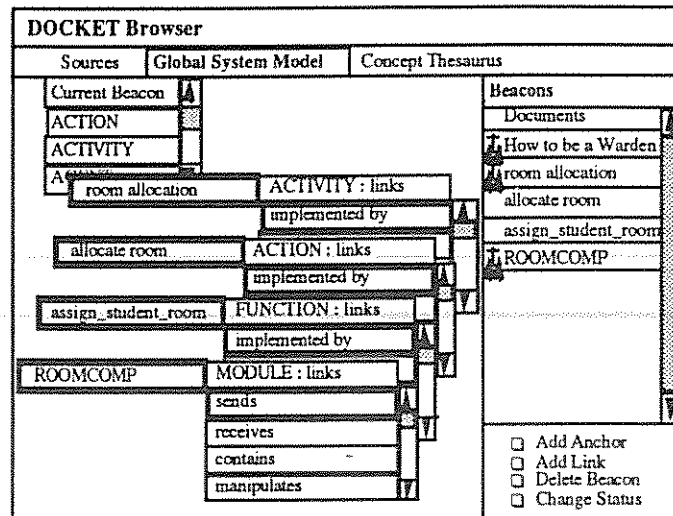 DOCKET Browser
Sources
Global System Model
Concept Thesaurus
Current Beacon
ACTION
ACTIVITY
room allocation
ACTIVITY : links
implemented by
allocate room
ACTION : links
implemented by
assign_student_room
FUNCTION : links
implemented by
ROOMCOMP
MODULE : links
sends
receives
contains
manipulates
Beacons
Documents
How to be a Warden
room allocation
allocate room
assign_student_room
ROOMCOMP
Add Anchor
Add Link
Delete Beacon
Change Status